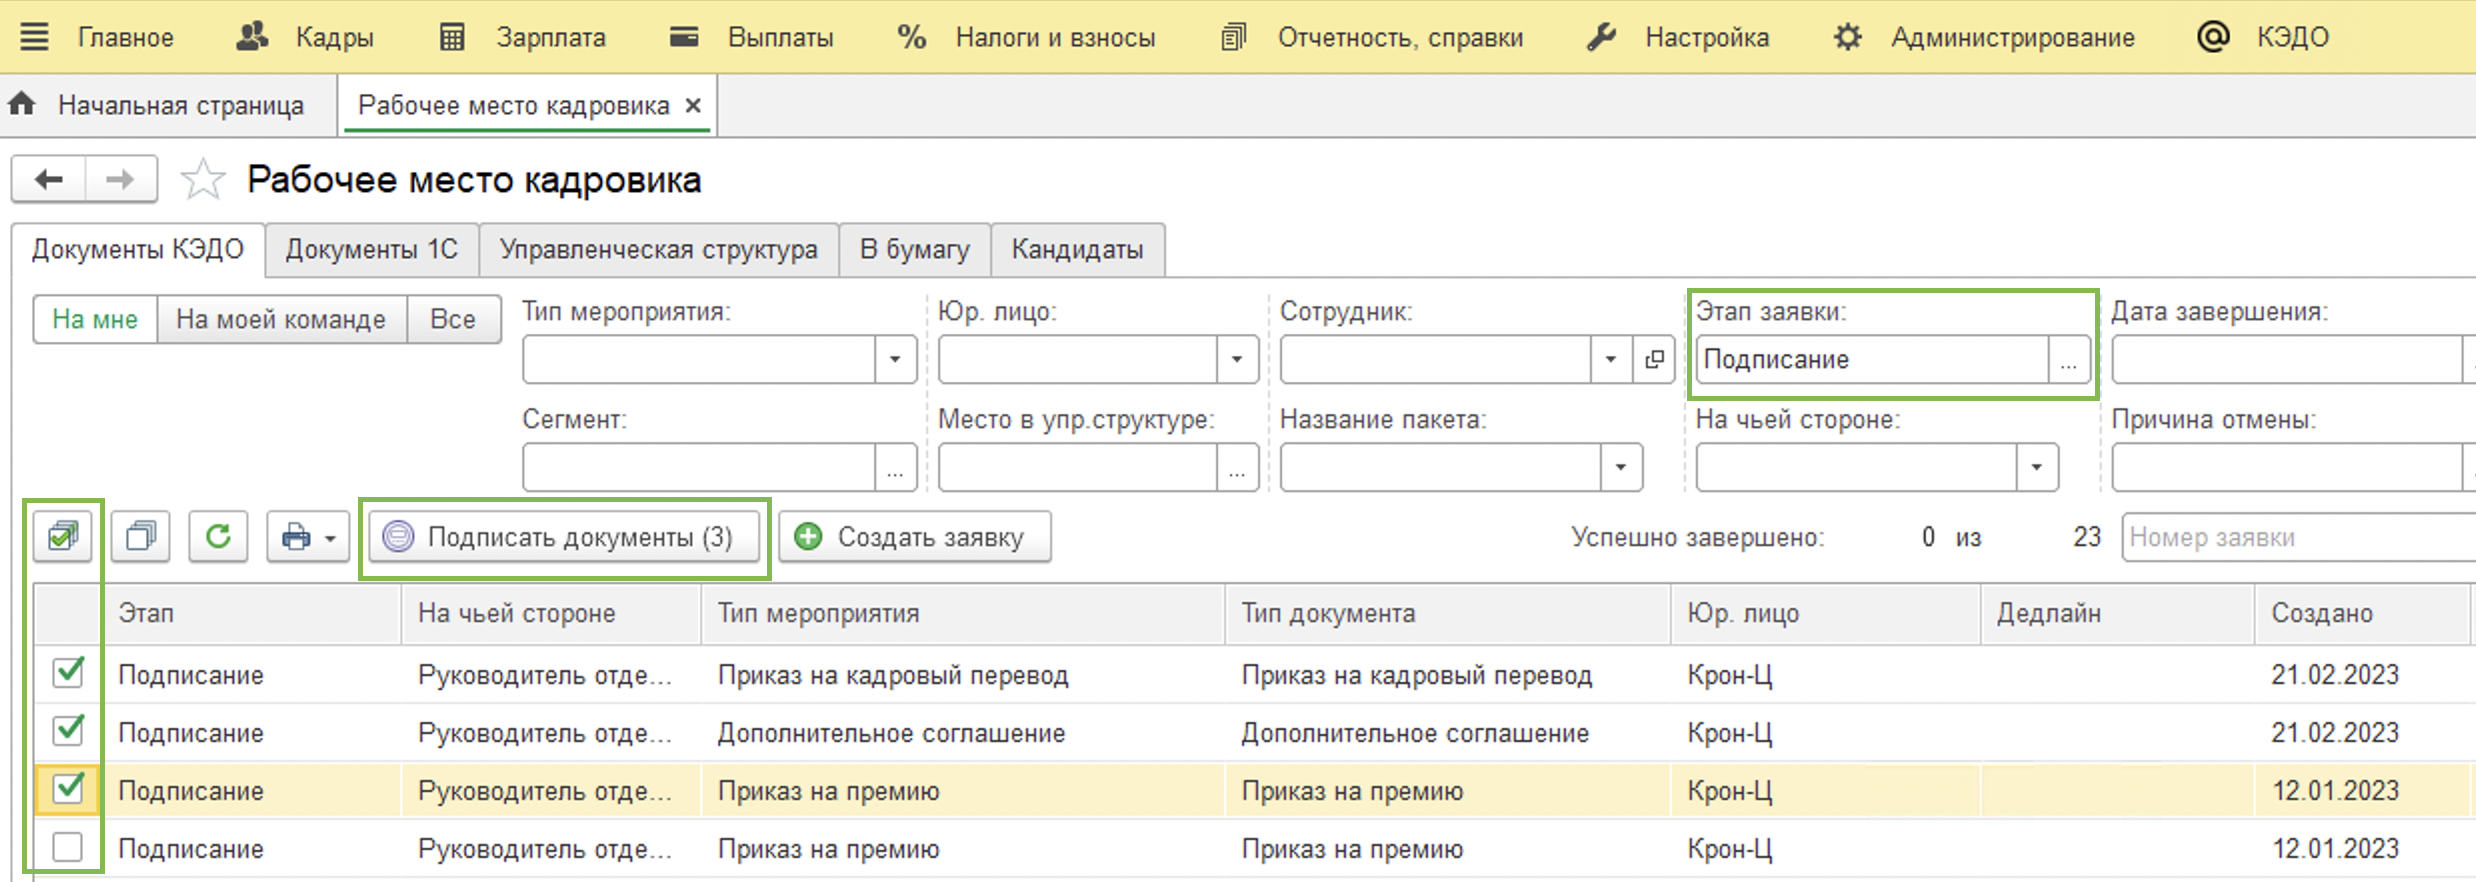 Главное Кадры Зарплата Выплаты % Налоги и взносы Отчетность, справки Настройка Администрирование @ КЭДО
Начальная страница Рабочее место кадровика ×
Рабочее место кадровика
Документы КЭДО Документы 1С Управленческая структура В бумагу Кандидаты
На мне На моей команде Все Тип мероприятия: Юр. лицо: Сотрудник: Этап заявки: Дата завершения:
Подписание ...
Сегмент: Место в упр.структуре: Название пакета: На чьей стороне: Причина отмены:
... ...
Подписать документы (3) Создать заявку Успешно завершено: 0 из 23 Номер заявки
Этап На чьей стороне Тип мероприятия Тип документа Юр. лицо Дедлайн Создано
Подписание Руководитель отде... Приказ на кадровый перевод Приказ на кадровый перевод Крон-Ц 21.02.2023
Подписание Руководитель отде... Дополнительное соглашение Дополнительное соглашение Крон-Ц 21.02.2023
Подписание Руководитель отде... Приказ на премию Приказ на премию Крон-Ц 12.01.2023
Подписание Руководитель отде... Приказ на премию Приказ на премию Крон-Ц 12.01.2023